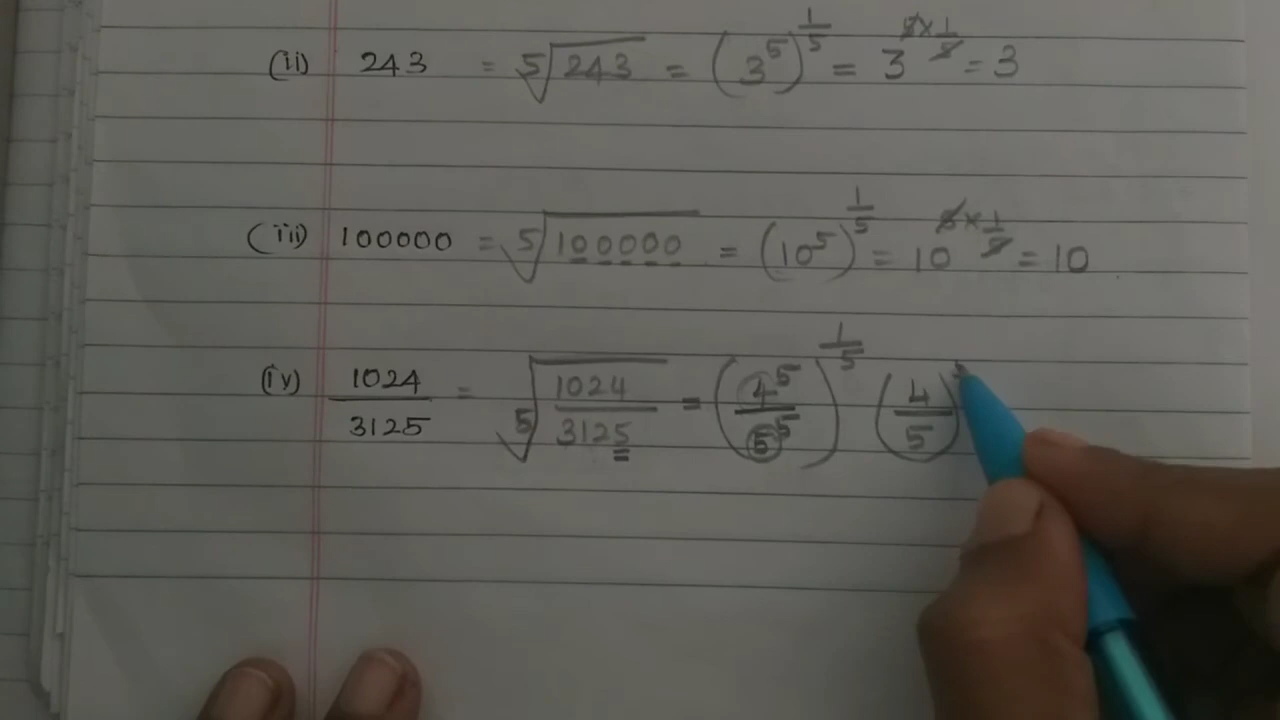 (ii) 243 = ⁵√243 = (3⁵)^(1/5) = 3^(5×1/5) = 3
(iii) 100000 = ⁵√100000 = (10⁵)^(1/5) = 10^(5×1/5) = 10
(iv) 1024/3125 = ⁵√(1024/3125) = (4⁵/5⁵)^(1/5) (4/5)